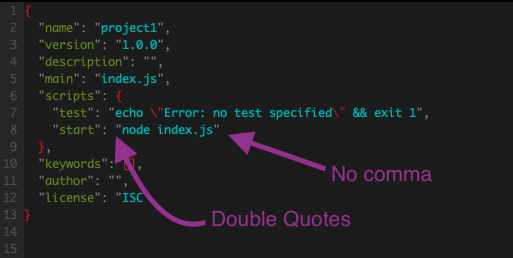 1 {
2 "name": "project1",
3 "version": "1.0.0",
4 "description": "",
5 "main": "index.js",
6 "scripts": {
7 "test": "echo \"Error: no test specified\" && exit 1",
8 "start": "node index.js"
9 },
10 "keywords": [],
11 "author": "",
12 "license": "ISC
13 }
14
15
No comma
Double Quotes